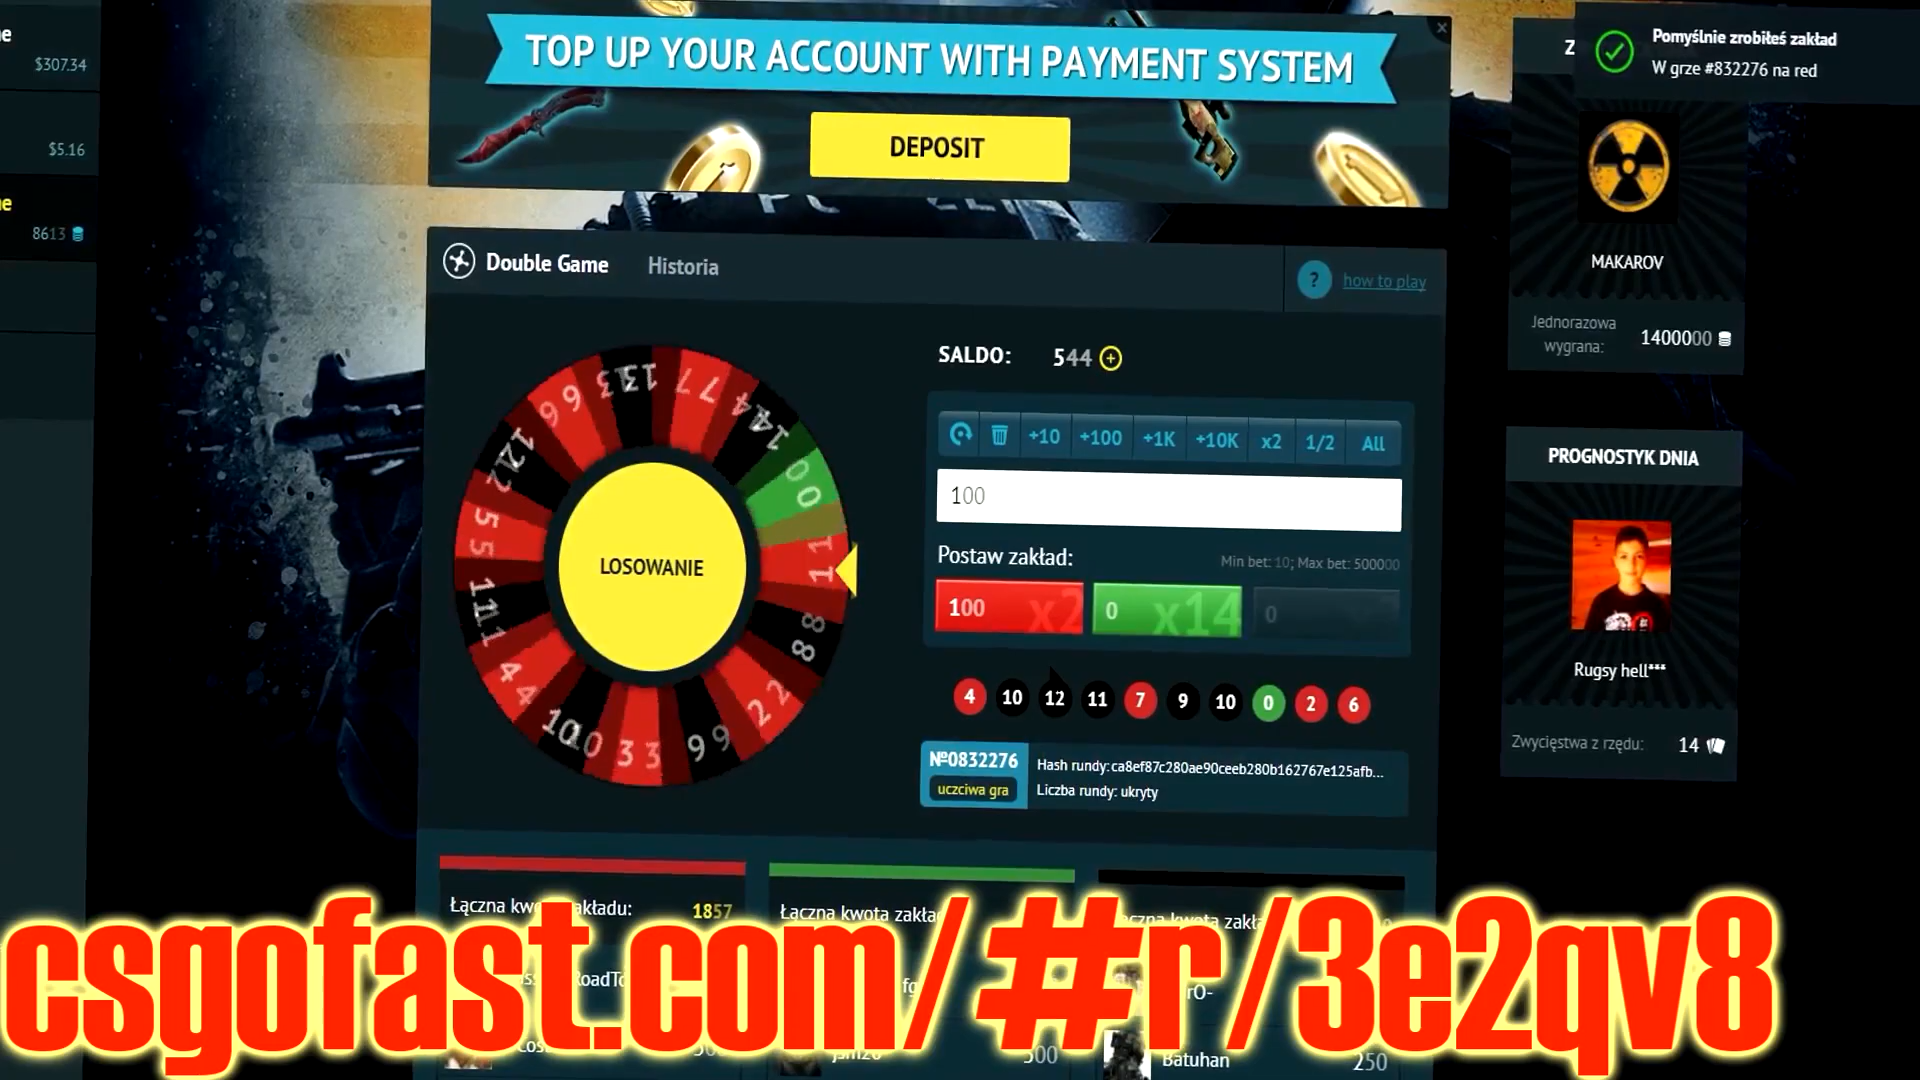 $307.34
$5.16
8613
TOP UP YOUR ACCOUNT WITH PAYMENT SYSTEM
DEPOSIT
Pomyślnie zrobiłeś zakład
W grze #832276 na red
MAKAROV
Jednorazowa
wygrana:
1400000
Double Game
Historia
?
how to play
SALDO:
544
+10
+100
+1K
+10K
x2
1/2
All
100
Postaw zakład:
Min bet: 10; Max bet: 500000
100 x2
0 x14
0
LOSOWANIE
4 10 12 11 7 9 10 0 2 6
№0832276
uczciwa gra
Hash rundy: ca8ef87c280ae90ceeb280b162767e125afb...
Liczba rundy: ukryty
PROGNOSTYK DNIA
Rugsy hell***
Zwycięstwa z rzędu:
14
1857
csgofast.com/#r/3e2qv8
Batuhan
250